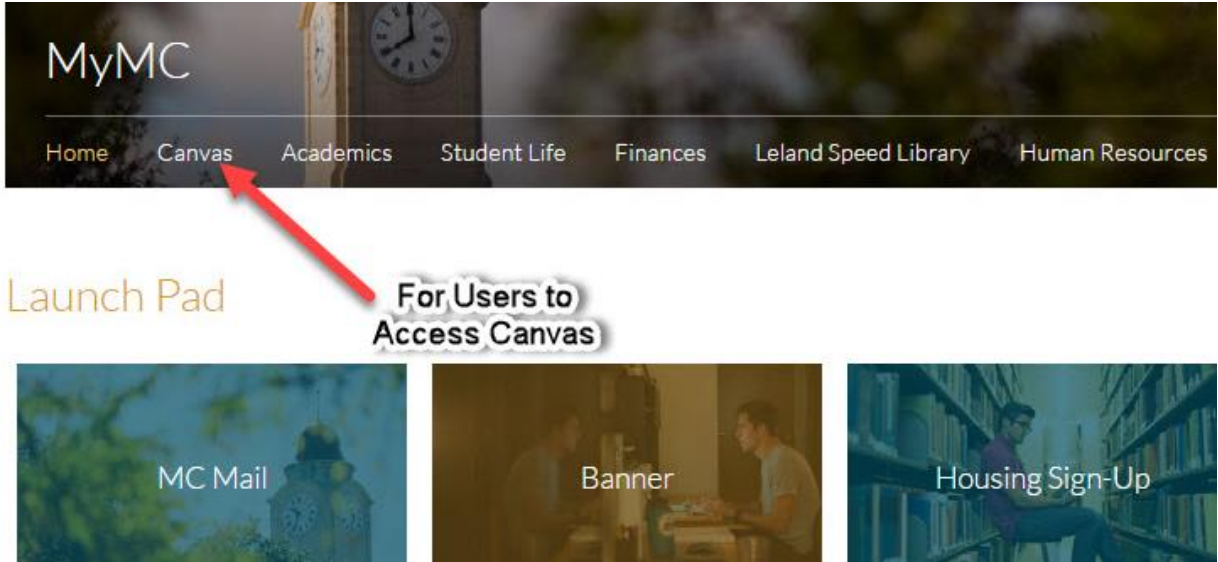 MyMC
Home Canvas Academics Student Life Finances Leland Speed Library Human Resources
Launch Pad
For Users to
Access Canvas
MC Mail
Banner
Housing Sign-Up